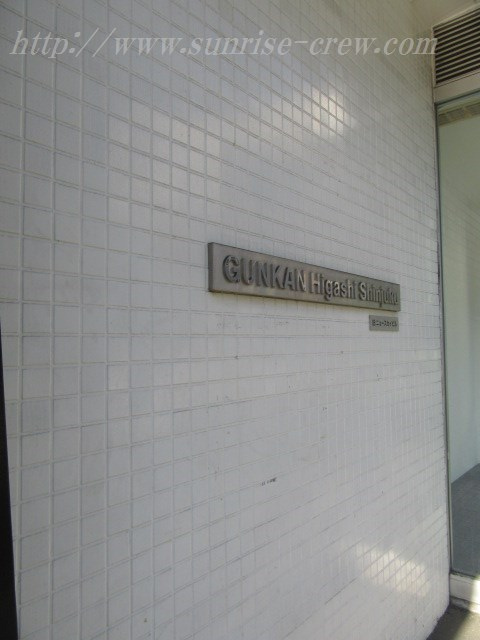 http://www.sunrise-crew.com/
GUNKAN Higashi Shinjuku